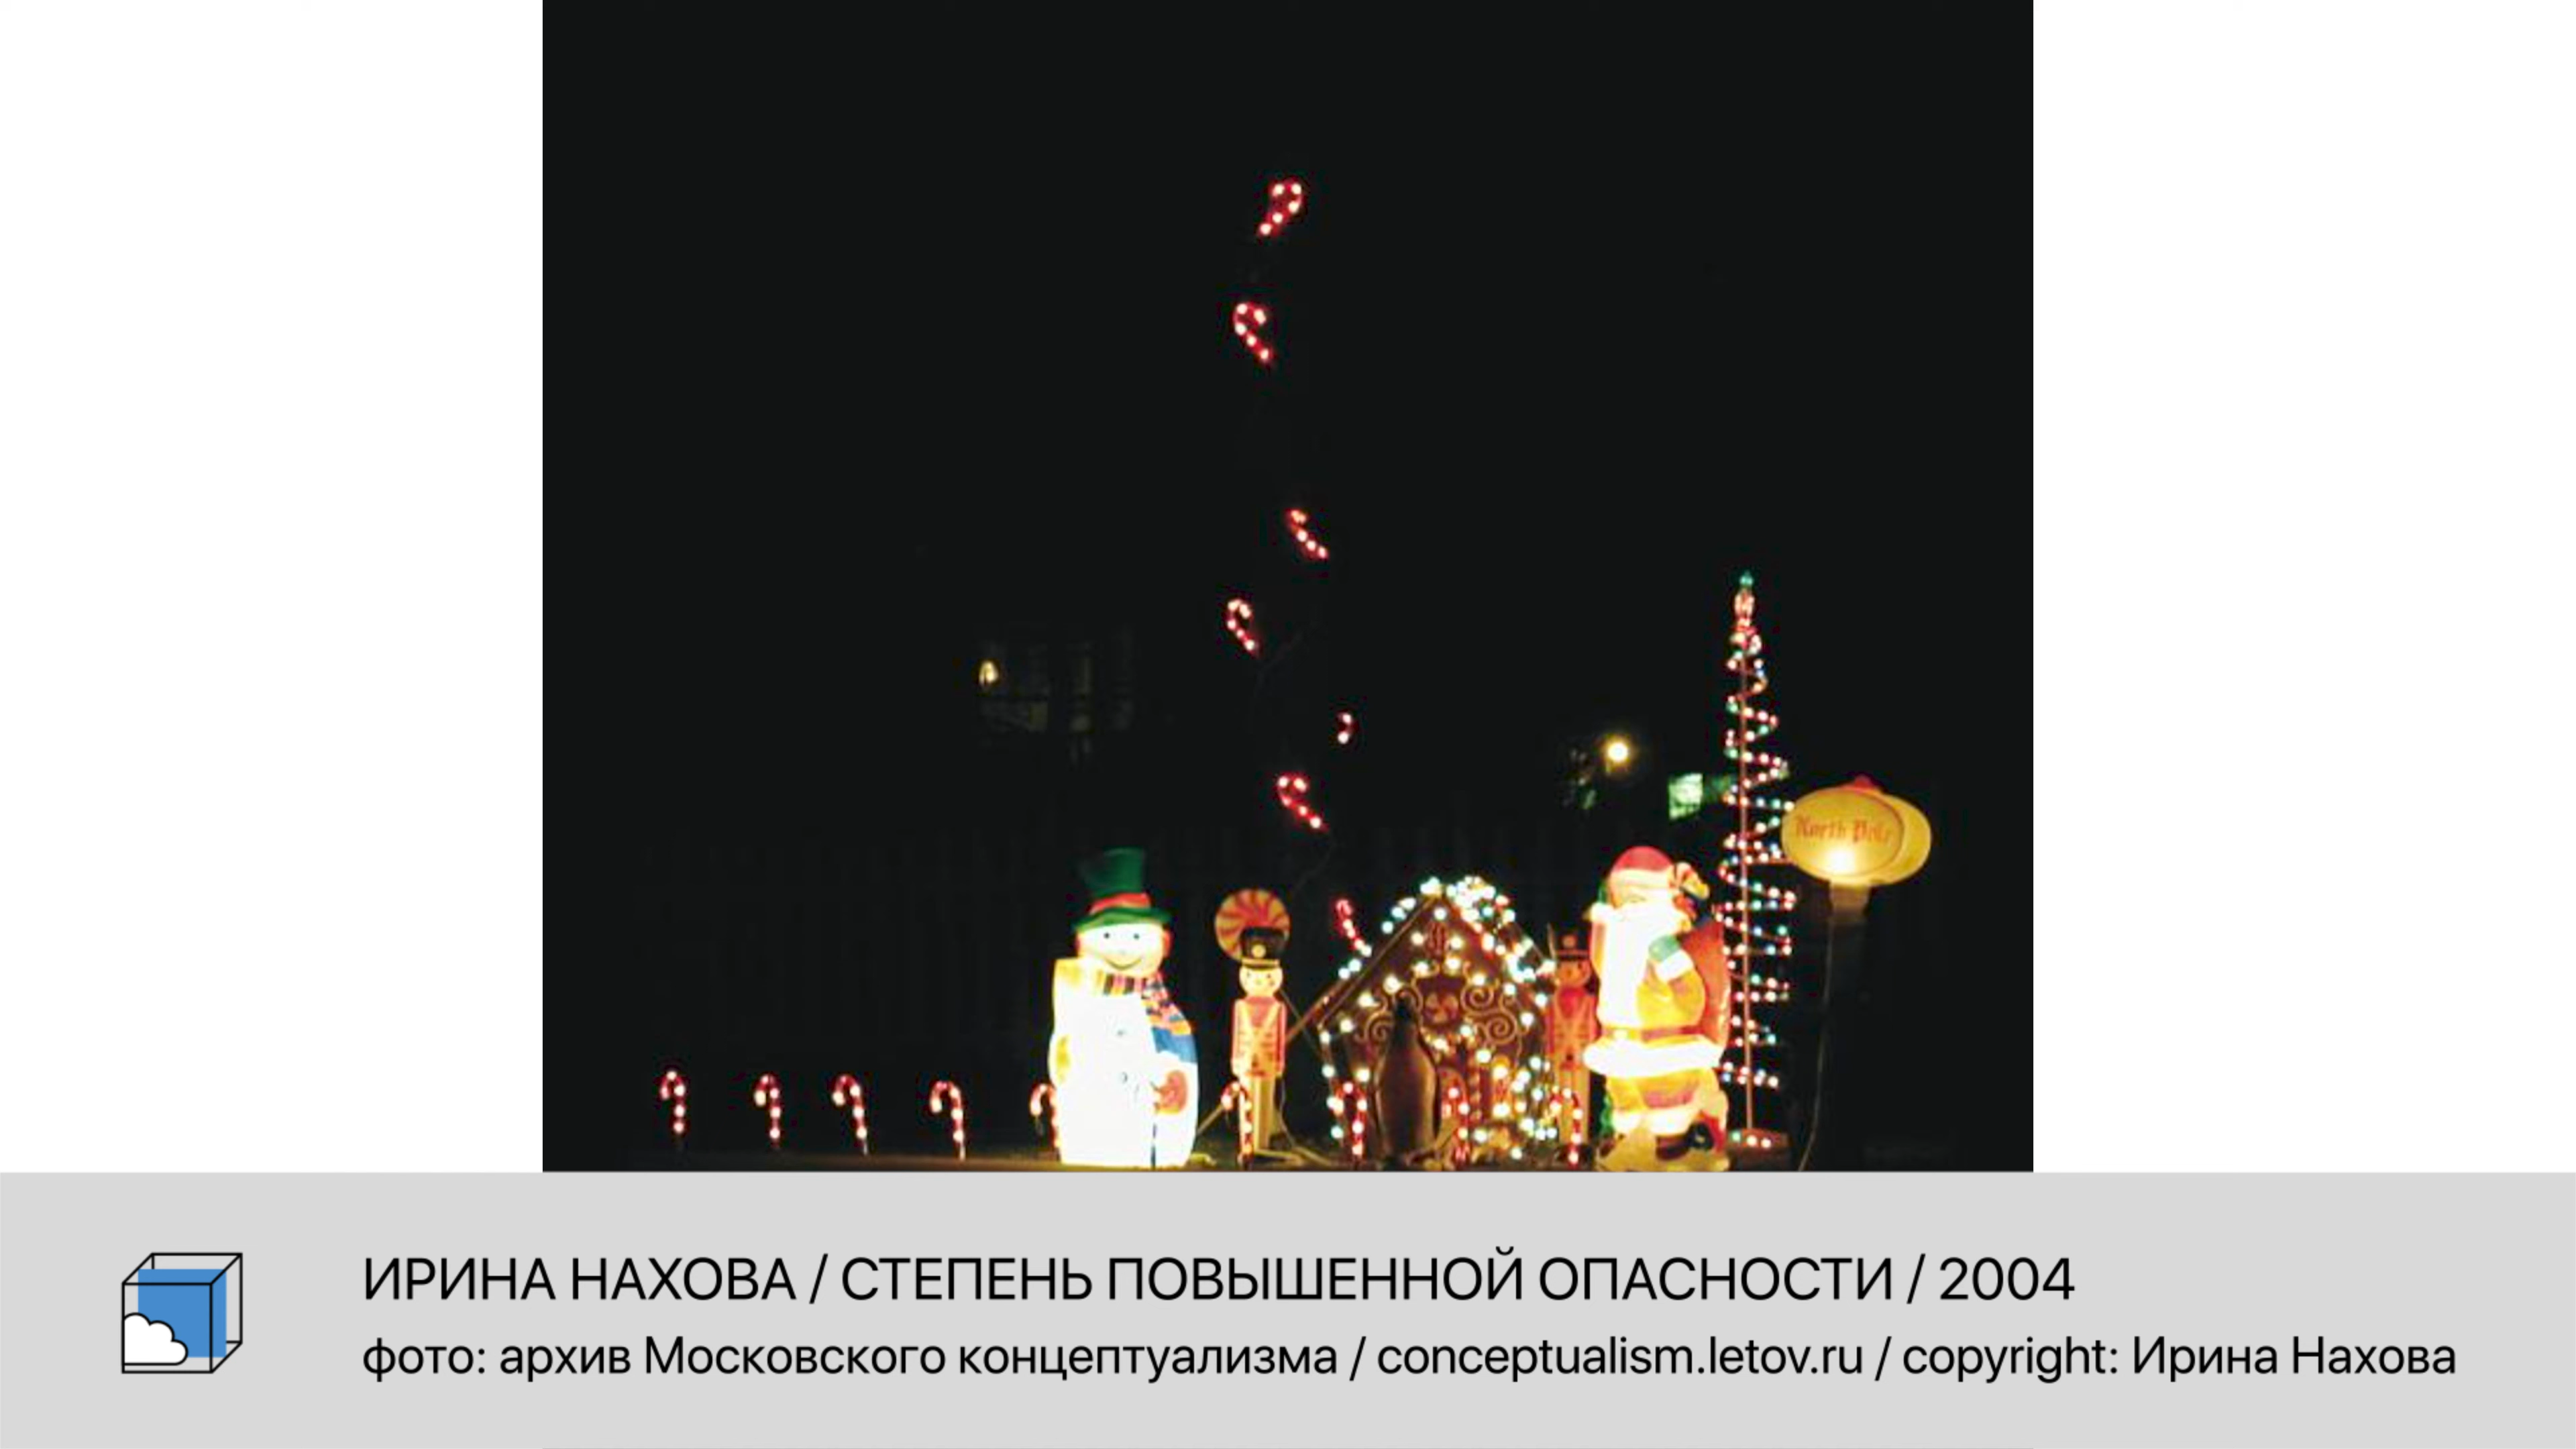 North Pole
ИРИНА НАХОВА / СТЕПЕНЬ ПОВЫШЕННОЙ ОПАСНОСТИ / 2004
фото: архив Московского концептуализма / conceptualism.letov.ru / copyright: Ирина Нахова